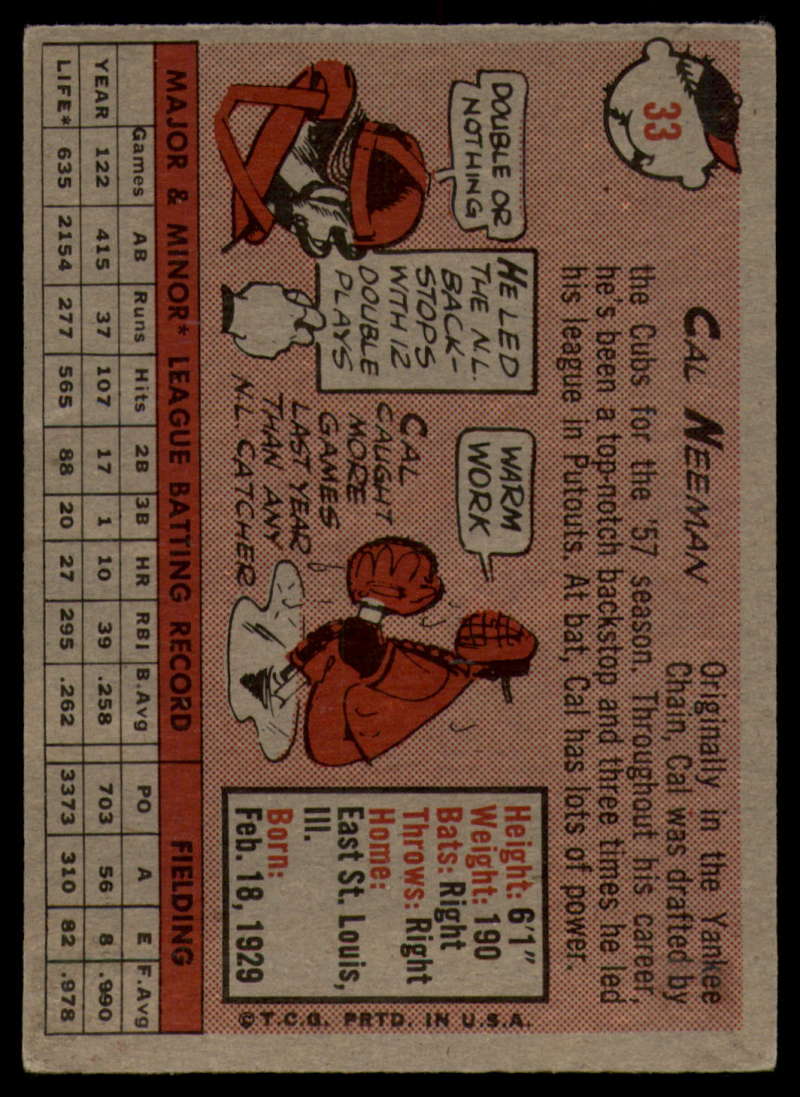 33
CAL NEEMAN
Originally in the Yankee
Chain, Cal was drafted by
the Cubs for the '57 season. Throughout his career,
he's been a top-notch backstop and three times he led
his league in Putouts. At bat, Cal has lots of power.
DOUBLE OR
NOTHING
HE LED
THE N.L.
BACK-
STOPS
WITH 12
DOUBLE
PLAYS
WARM
WORK
CAL
CAUGHT
MORE
GAMES
LAST YEAR
THAN ANY
N.L. CATCHER
Height: 6'1"
Weight: 190
Bats: Right
Throws: Right
Home:
East St. Louis,
Ill.
Born:
Feb. 18, 1929
©T.C.G. PRTD. IN U.S.A.
MAJOR & MINOR* LEAGUE BATTING RECORD FIELDING
Games AB Runs Hits 2B 3B HR RBI B.Avg PO A E F.Avg
YEAR 122 415 37 107 17 1 10 39 .258 703 56 8 .990
LIFE* 635 2154 277 565 88 20 27 295 .262 3373 310 82 .978